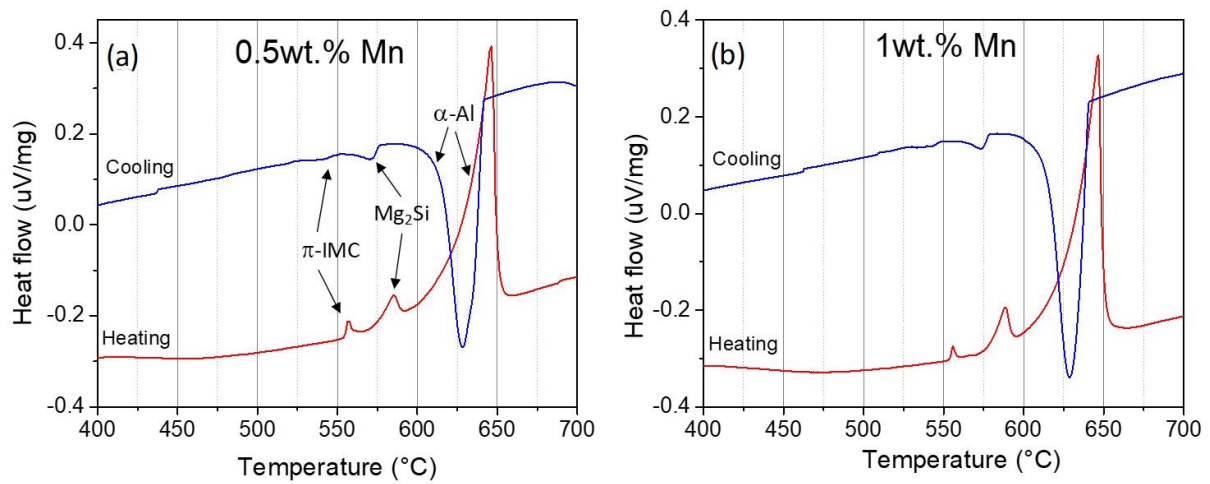 (a)
0.5wt.% Mn
0.4
0.2
0.0
-0.2
-0.4
Heat flow (uV/mg)
α-Al
Cooling
Mg₂Si
π-IMC
Heating
400 450 500 550 600 650 700
Temperature (°C)
(b)
1wt.% Mn
0.4
0.2
0.0
-0.2
-0.4
Heat flow (uV/mg)
Cooling
Heating
400 450 500 550 600 650 700
Temperature (°C)